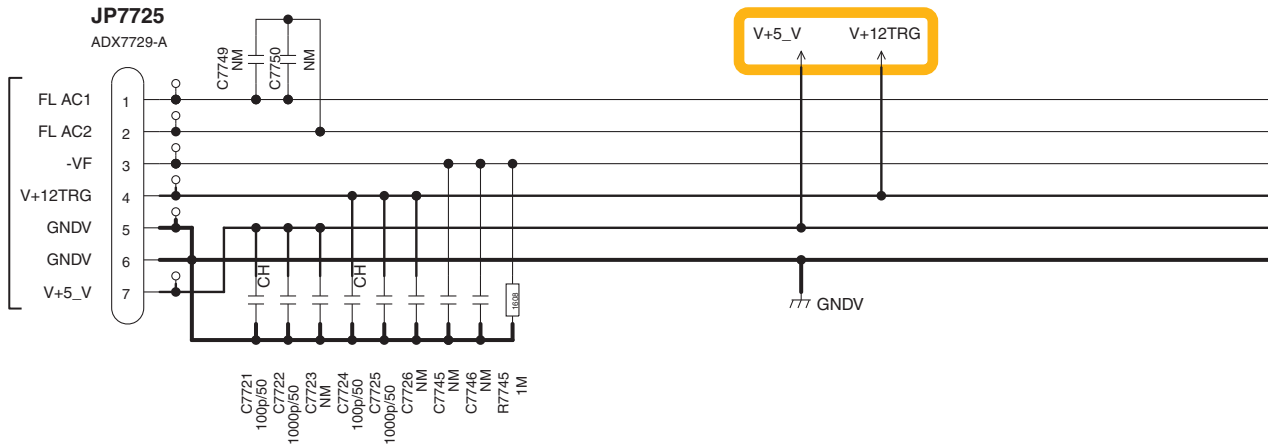 JP7725
ADX7729-A
C7749
NM
C7750
NM
V+5_V
V+12TRG
FL AC1
1
FL AC2
2
-VF
3
V+12TRG
4
GNDV
5
GNDV
6
V+5_V
7
CH
CH
1608
GNDV
C7721
100p/50
C7722
1000p/50
C7723
NM
C7724
100p/50
C7725
1000p/50
C7726
NM
C7745
NM
C7746
NM
R7745
1M